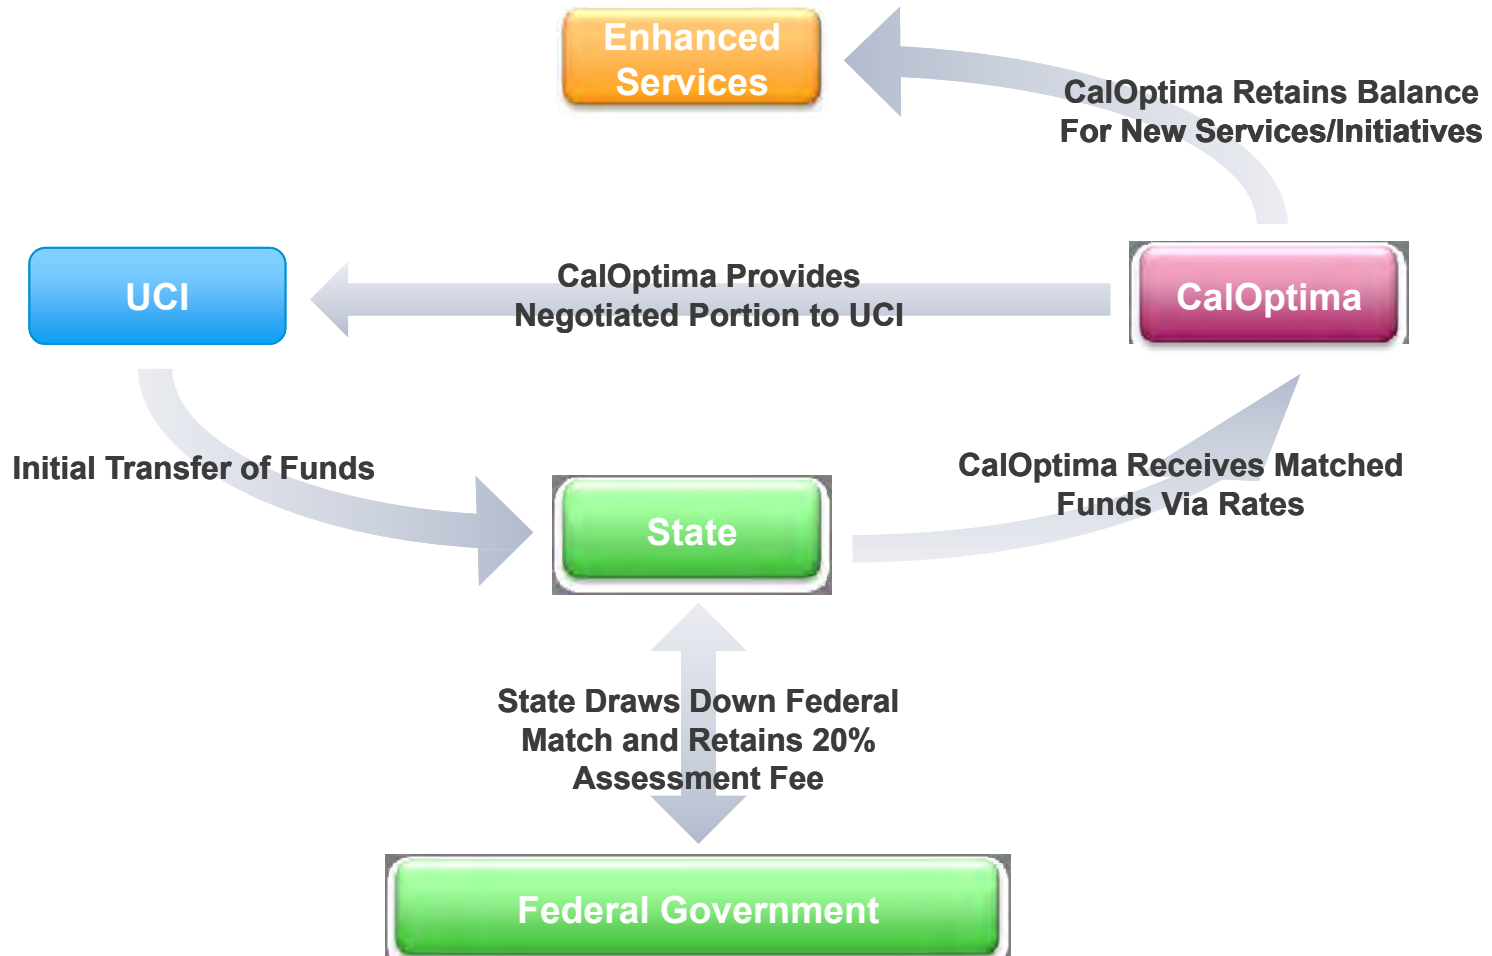 Enhanced
Services
CalOptima Retains Balance
For New Services/Initiatives
UCI
CalOptima Provides
Negotiated Portion to UCI
CalOptima
Initial Transfer of Funds
CalOptima Receives Matched
Funds Via Rates
State
State Draws Down Federal
Match and Retains 20%
Assessment Fee
Federal Government